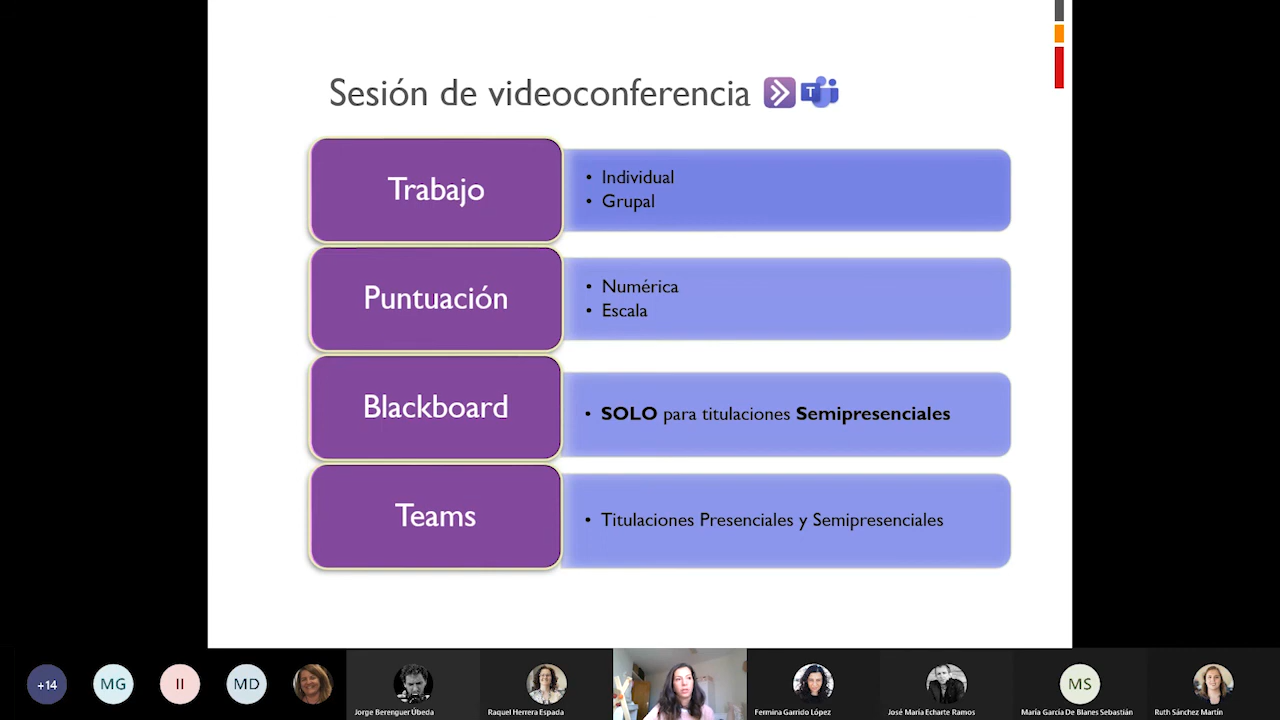 Sesión de videoconferencia
T
Trabajo
• Individual
• Grupal
Puntuación
• Numérica
• Escala
Blackboard
• SOLO para titulaciones Semipresenciales
Teams
• Titulaciones Presenciales y Semipresenciales
+14
MG
II
MD
Jorge Berenguer Úbeda
Raquel Herrera Espada
Fermina Garrido López
José María Echarte Ramos
MS
María García De Blanes Sebastián
Ruth Sánchez Martín